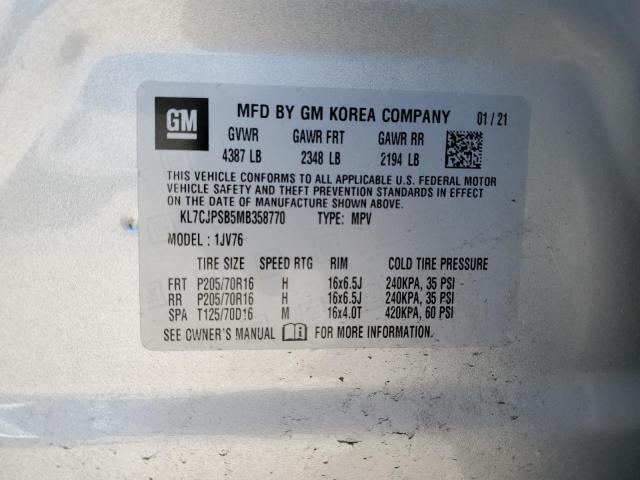 GM MFD BY GM KOREA COMPANY 01 / 21
GVWR GAWR FRT GAWR RR
4387 LB 2348 LB 2194 LB
THIS VEHICLE CONFORMS TO ALL APPLICABLE U.S. FEDERAL MOTOR
VEHICLE SAFETY AND THEFT PREVENTION STANDARDS IN EFFECT ON
DATE OF MANUFACTURE SHOWN ABOVE.
KL7CJPSB5MB358770 TYPE: MPV
MODEL : 1JV76
TIRE SIZE SPEED RTG RIM COLD TIRE PRESSURE
FRT P205/70R16 H 16x6.5J 240KPA, 35 PSI
RR P205/70R16 H 16x6.5J 240KPA, 35 PSI
SPA T125/70D16 M 16x4.0T 420KPA, 60 PSI
SEE OWNER'S MANUAL FOR MORE INFORMATION